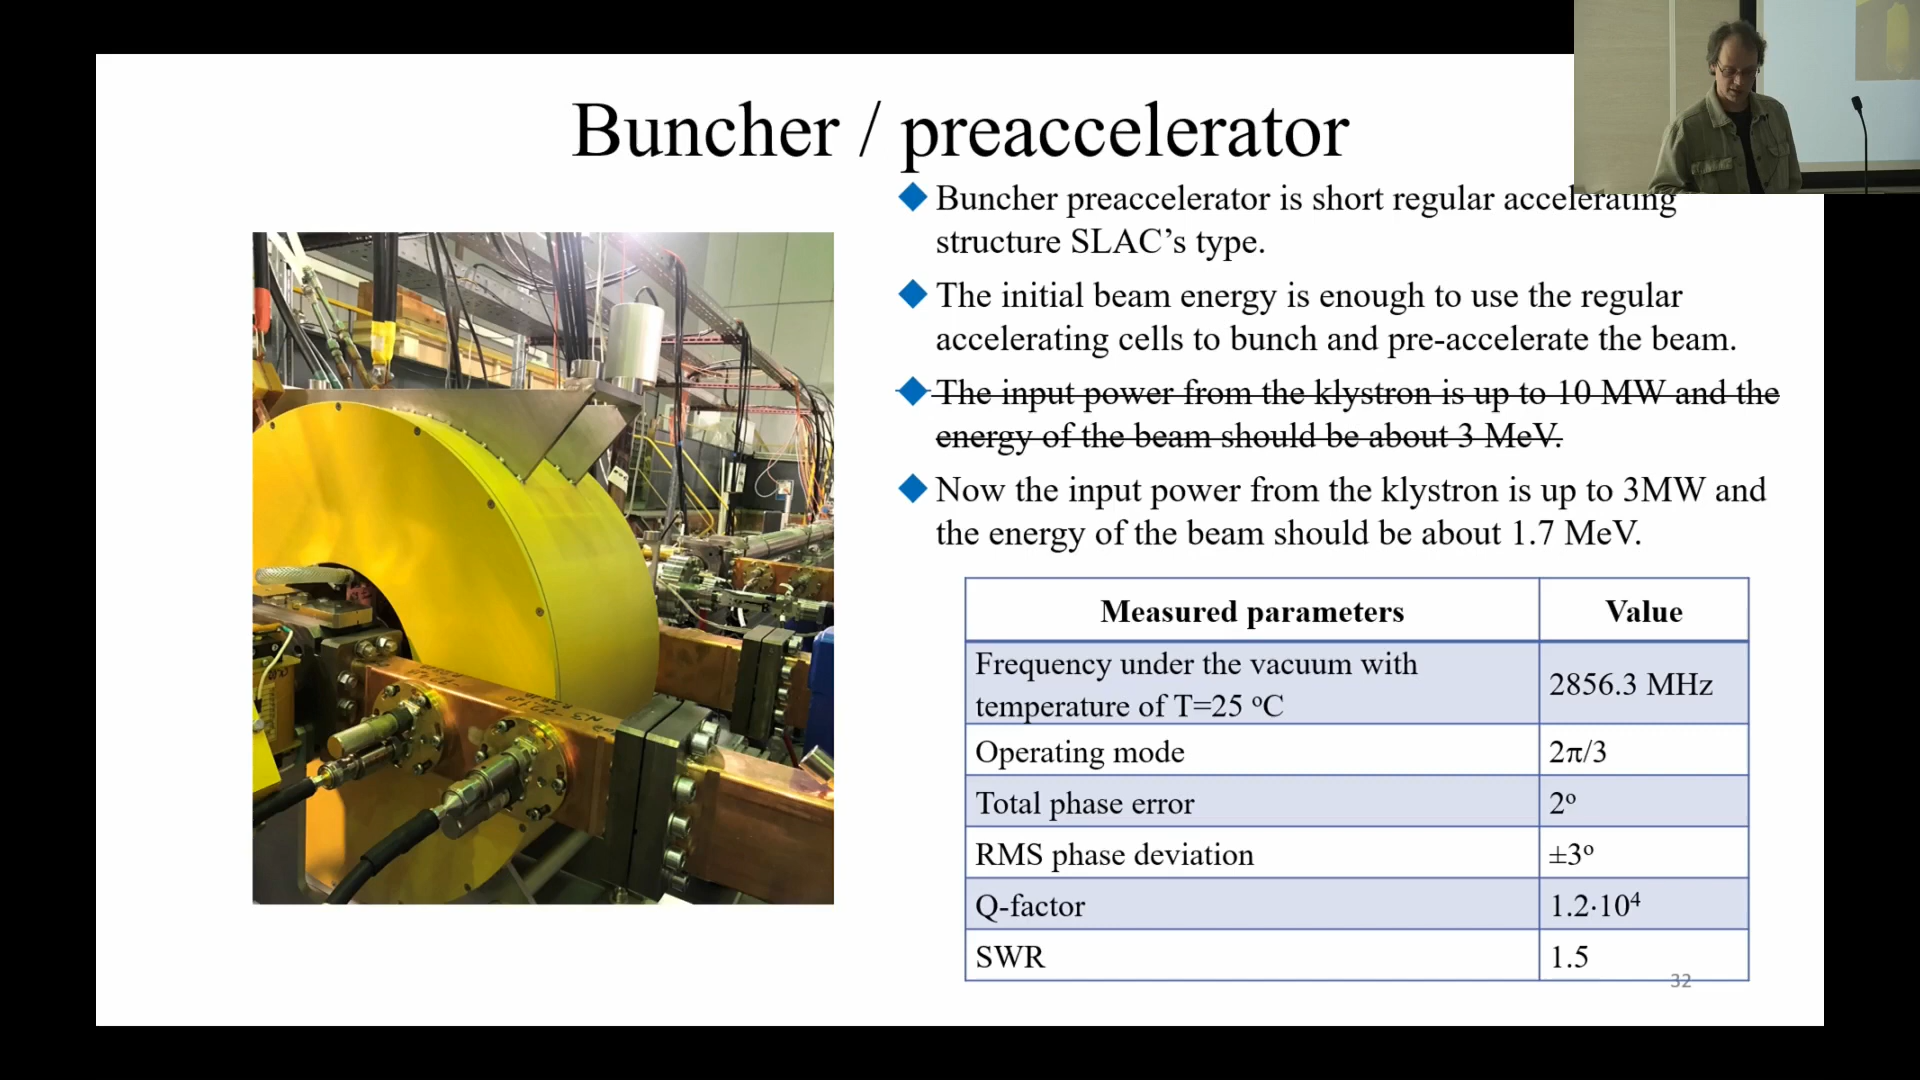 Buncher / preaccelerator
Buncher preaccelerator is short regular accelerating
structure SLAC’s type.
The initial beam energy is enough to use the regular
accelerating cells to bunch and pre-accelerate the beam.
The input power from the klystron is up to 10 MW and the
energy of the beam should be about 3 MeV.
Now the input power from the klystron is up to 3MW and
the energy of the beam should be about 1.7 MeV.
Measured parameters Value
Frequency under the vacuum with
temperature of T=25 ºC 2856.3 MHz
Operating mode 2π/3
Total phase error 2º
RMS phase deviation ±3º
Q-factor 1.2·10⁴
SWR 1.5
32